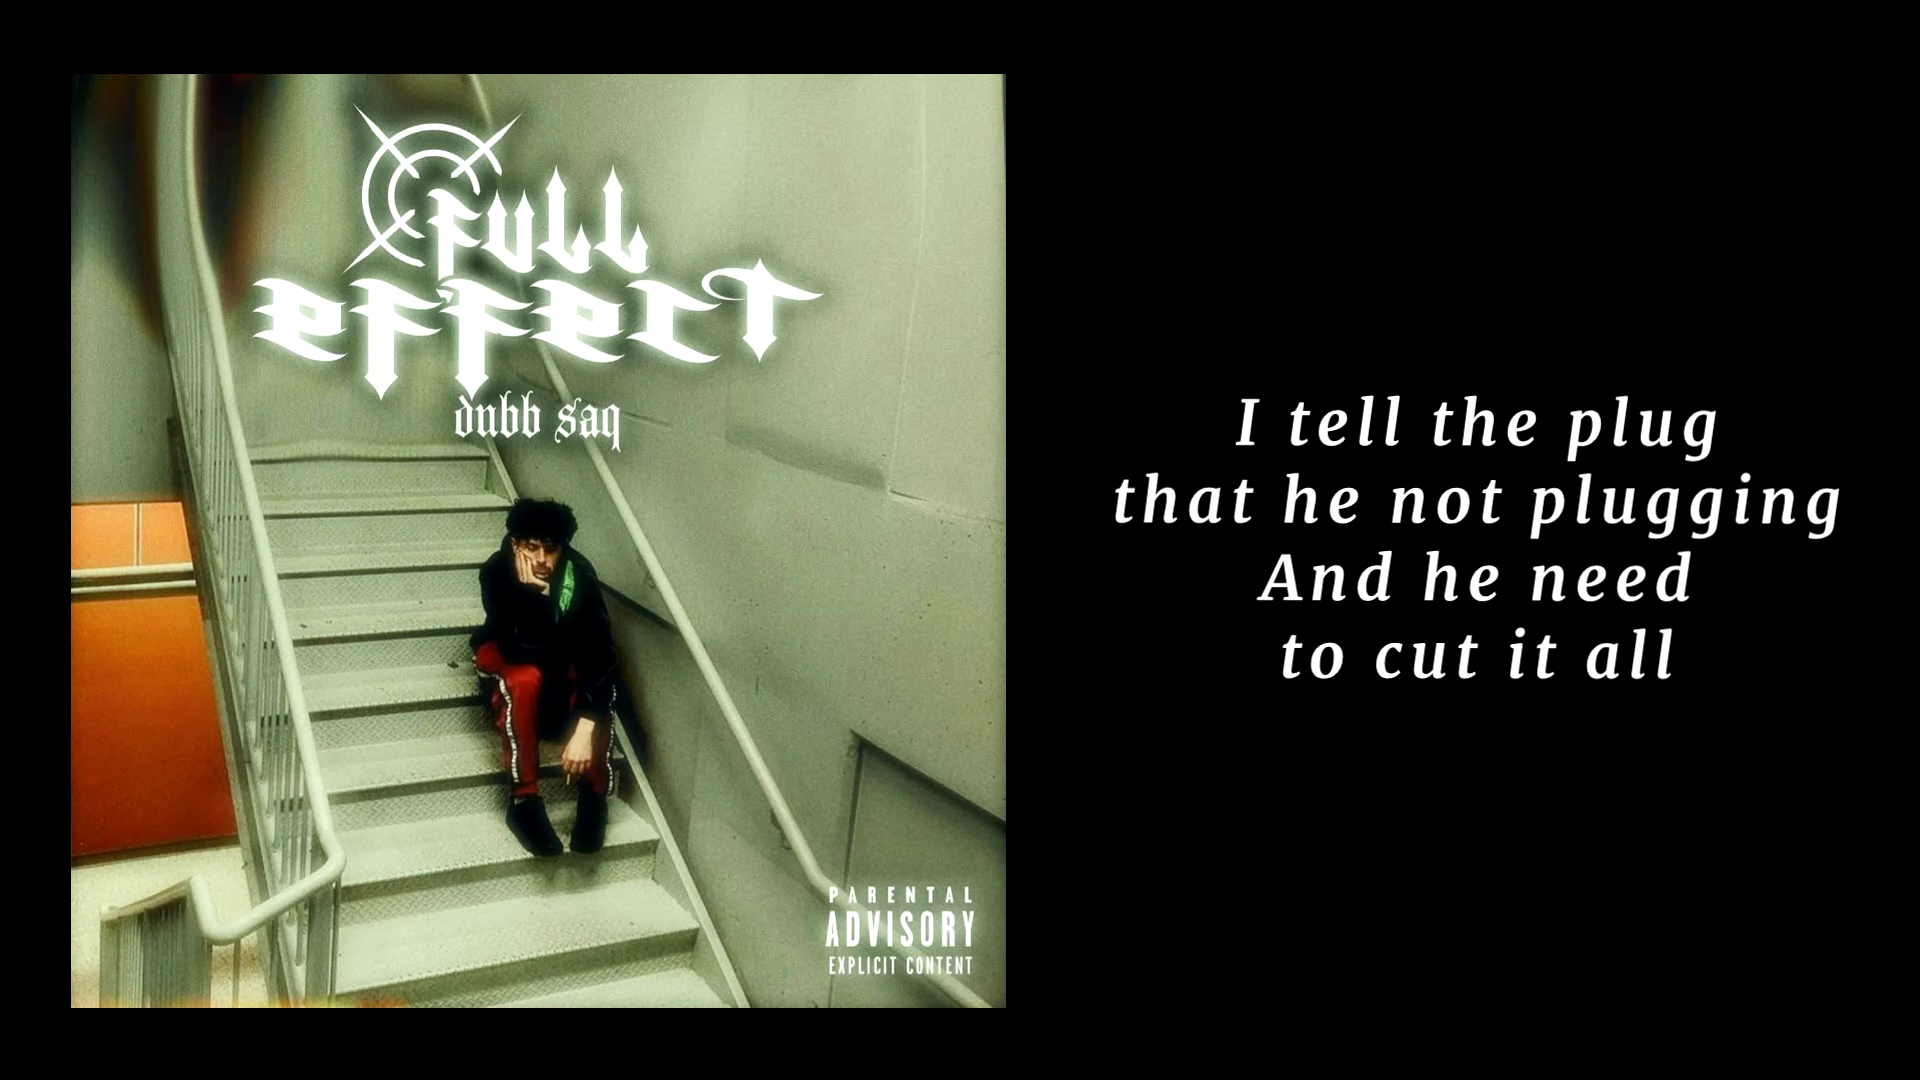 FULL
EFFECT
dubb saq
PARENTAL
ADVISORY
EXPLICIT CONTENT
I tell the plug
that he not plugging
And he need
to cut it all